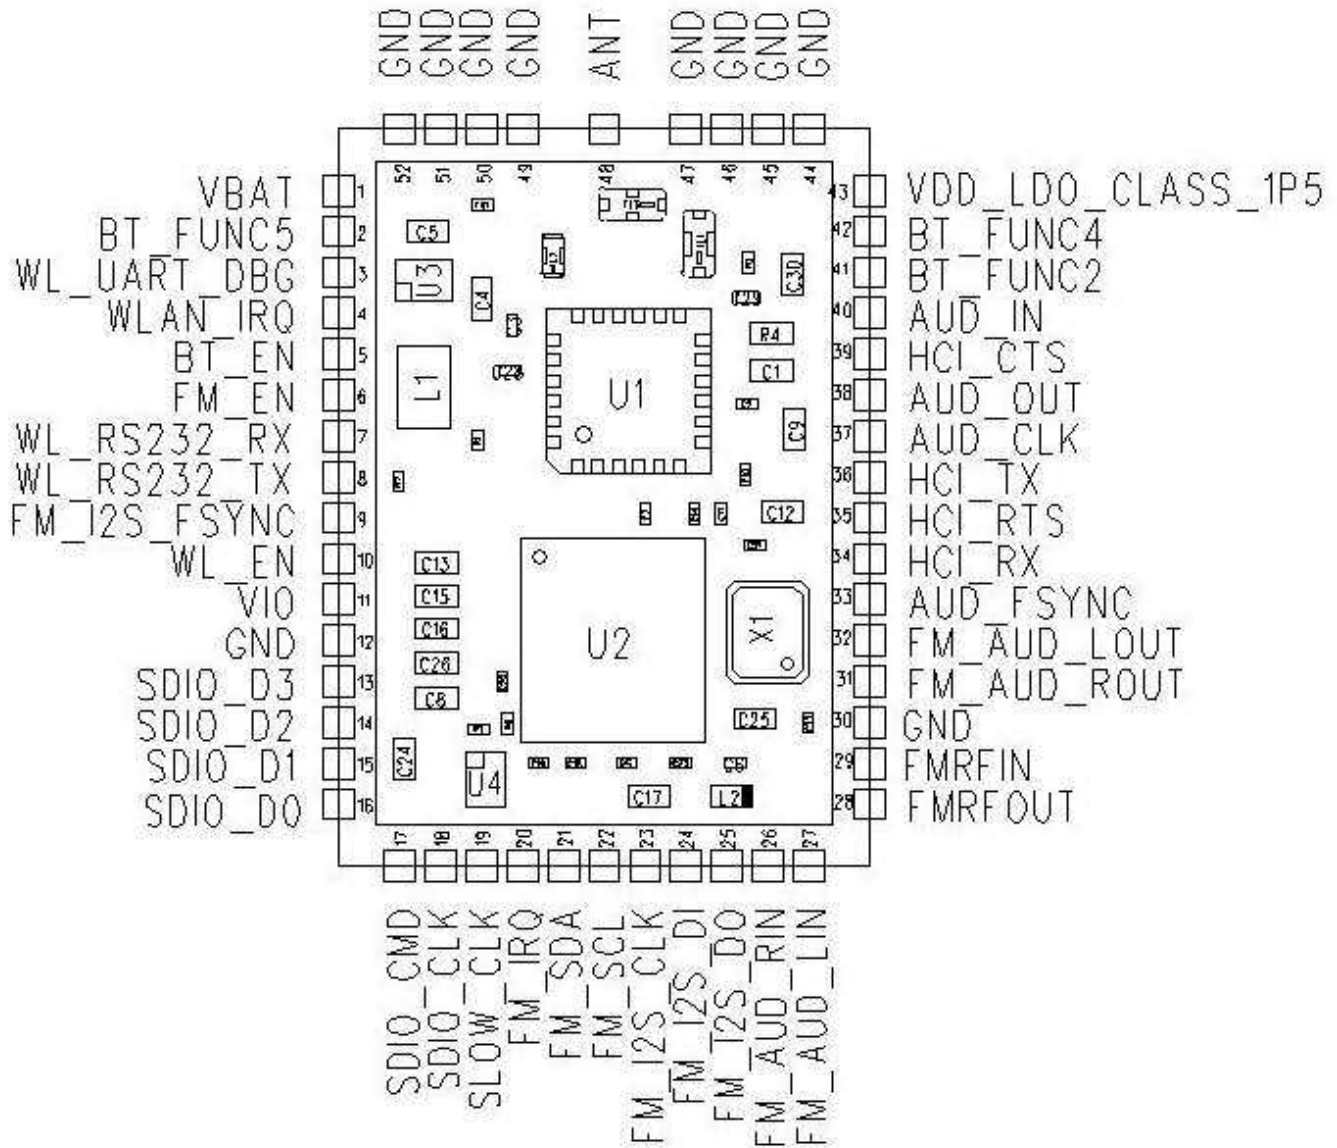 GND
GND
GND
GND
ANT
GND
GND
GND
GND
52
51
50
49
48
47
46
45
44
VBAT 1
BT_FUNC5 2
WL_UART_DBG 3
WLAN_IRQ 4
BT_EN 5
FM_EN 6
WL_RS232_RX 7
WL_RS232_TX 8
FM_I2S_FSYNC 9
WL_EN 10
VIO 11
GND 12
SDIO_D3 13
SDIO_D2 14
SDIO_D1 15
SDIO_D0 16
C5
U3
C4
C3
C28
L1
U1
C30
C29
R4
C1
C9
C12
C13
C15
C16
C26
C8
C24
U4
U2
X1
C25
C17
L2
43 VDD_LDO_CLASS_1P5
42 BT_FUNC4
41 BT_FUNC2
40 AUD_IN
39 HCI_CTS
38 AUD_OUT
37 AUD_CLK
36 HCI_TX
35 HCI_RTS
34 HCI_RX
33 AUD_FSYNC
32 FM_AUD_LOUT
31 FM_AUD_ROUT
30 GND
29 FMRFIN
28 FMRFOUT
17
18
19
20
21
22
23
24
25
26
27
SDIO_CMD
SDIO_CLK
SLOW_CLK
FM_IRQ
FM_SDA
FM_SCL
FM_I2S_CLK
FM_I2S_DI
FM_I2S_DO
FM_AUD_RIN
FM_AUD_LIN